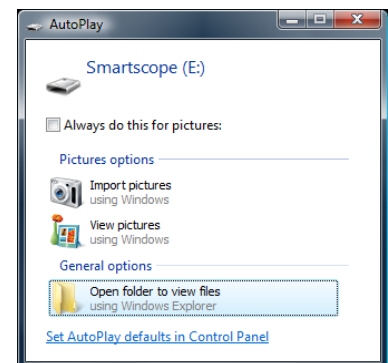 AutoPlay
Smartscope (E:)
Always do this for pictures:
Pictures options
Import pictures
using Windows
View pictures
using Windows
General options
Open folder to view files
using Windows Explorer
Set AutoPlay defaults in Control Panel